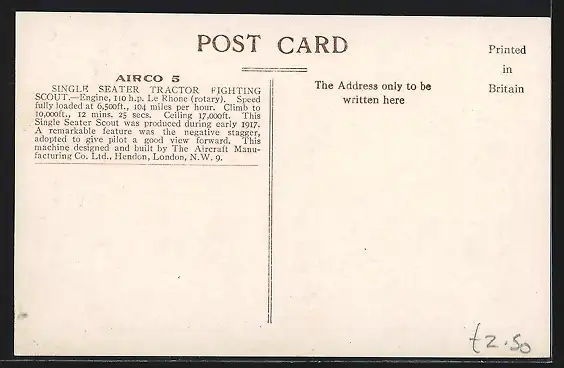 POST CARD
Printed
in
Britain
AIRCO 5
SINGLE SEATER TRACTOR FIGHTING
SCOUT.—Engine, 110 h.p. Le Rhone (rotary). Speed
fully loaded at 6,500ft., 104 miles per hour. Climb to
10,000ft., 12 mins. 25 secs. Ceiling 17,000ft. This
Single Seater Scout was produced during early 1917.
A remarkable feature was the negative stagger,
adopted to give pilot a good view forward. This
machine designed and built by The Aircraft Manu-
facturing Co. Ltd., Hendon, London, N.W. 9.
The Address only to be
written here
£2.50